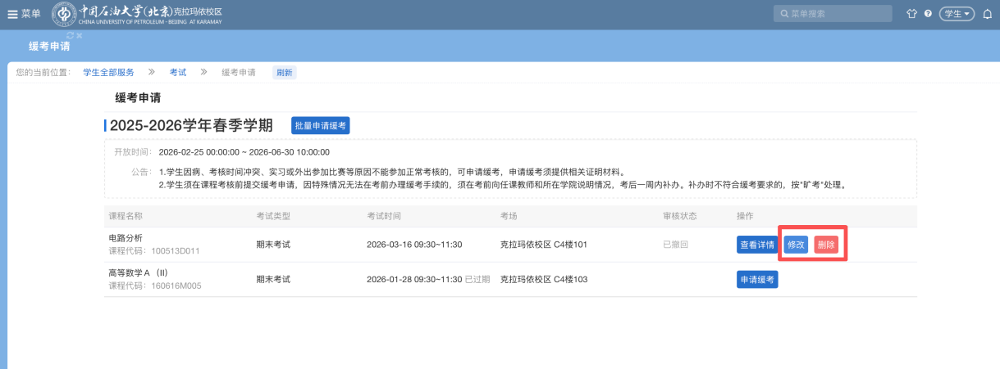 菜单
中国石油大学(北京)克拉玛依校区
CHINA UNIVERSITY OF PETROLEUM - BEIJING AT KARAMAY
菜单搜索
学生
缓考申请
您的当前位置: 学生全部服务 >> 考试 >> 缓考申请 刷新
缓考申请
2025-2026学年春季学期 批量申请缓考
开放时间: 2026-02-25 00:00:00 ~ 2026-06-30 10:00:00
公告: 1.学生因病、考核时间冲突、实习或外出参加比赛等原因不能参加正常考核的，可申请缓考，申请缓考须提供相关证明材料。
2.学生须在课程考核前提交缓考申请，因特殊情况无法在考前办理缓考手续的，须在考前向任课教师和所在学院说明情况，考后一周内补办。补办时不符合缓考要求的，按"旷考"处理。
课程名称 考试类型 考试时间 考场 审核状态 操作
电路分析
课程代码: 100513D011
期末考试 2026-03-16 09:30~11:30 克拉玛依校区 C4楼101 已撤回 查看详情 修改 删除
高等数学A（II）
课程代码: 160616M005
期末考试 2026-01-28 09:30~11:30 已过期 克拉玛依校区 C4楼103 申请缓考